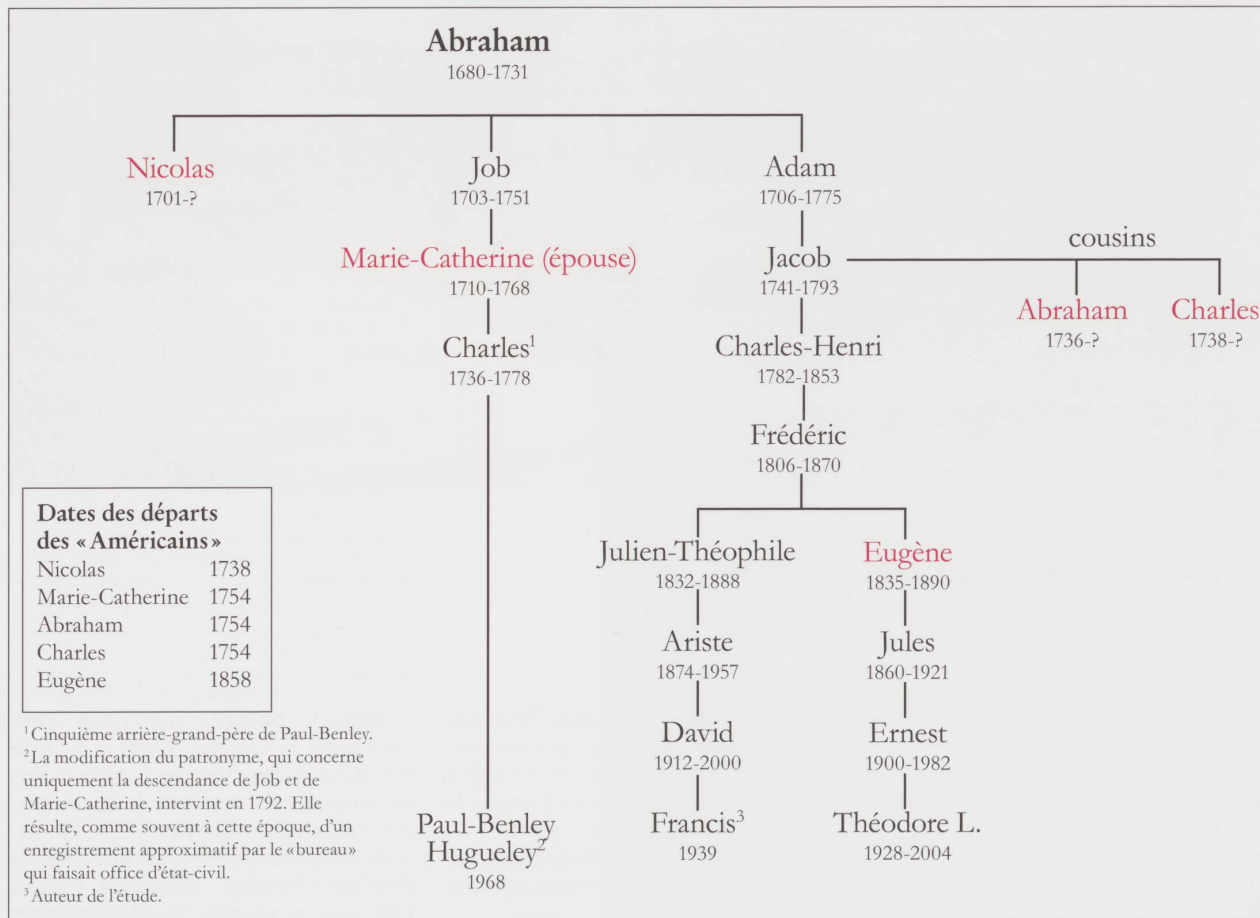 Abraham
1680-1731
Nicolas
1701-?
Job
1703-1751
Adam
1706-1775
Marie-Catherine (épouse)
1710-1768
Jacob
1741-1793
cousins
Abraham
1736-?
Charles
1738-?
Charles¹
1736-1778
Charles-Henri
1782-1853
Frédéric
1806-1870
Julien-Théophile
1832-1888
Eugène
1835-1890
Ariste
1874-1957
Jules
1860-1921
David
1912-2000
Ernest
1900-1982
Paul-Benley
Hugueley²
1968
Francis³
1939
Théodore L.
1928-2004
Dates des départs
des « Américains »
Nicolas 1738
Marie-Catherine 1754
Abraham 1754
Charles 1754
Eugène 1858
¹ Cinquième arrière-grand-père de Paul-Benley.
² La modification du patronyme, qui concerne
uniquement la descendance de Job et de
Marie-Catherine, intervint en 1792. Elle
résulte, comme souvent à cette époque, d'un
enregistrement approximatif par le «bureau»
qui faisait office d'état-civil.
³ Auteur de l'étude.